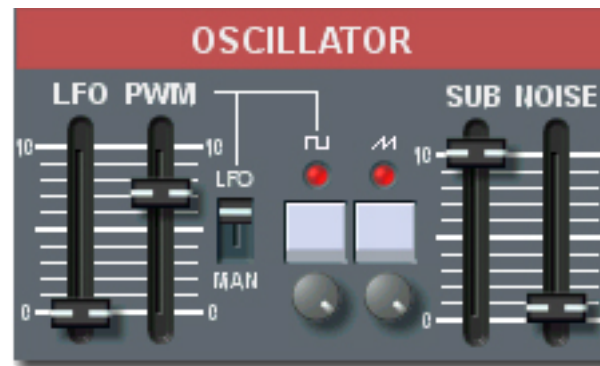 OSCILLATOR
LFO PWM SUB NOISE
10 10 10
LFO
MAN
0 0 0